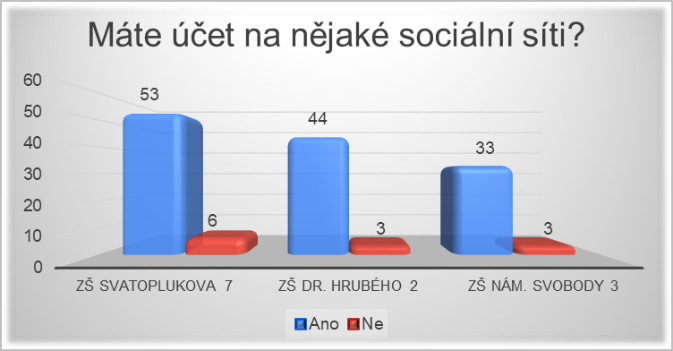 Máte účet na nějaké sociální síti?
60
50
40
30
20
10
0
53
6
44
3
33
3
ZŠ SVATOPLUKOVA 7
ZŠ DR. HRUBÉHO 2
ZŠ NÁM. SVOBODY 3
Ano Ne